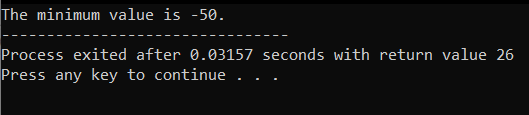 The minimum value is -50.
--------------------------------
Process exited after 0.03157 seconds with return value 26
Press any key to continue . . .